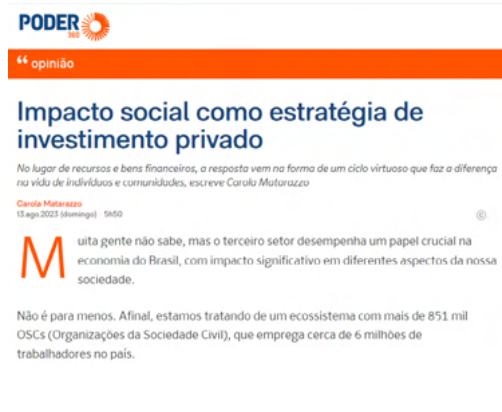 PODER
360
“ opinião
Impacto social como estratégia de
investimento privado
No lugar de recursos e bens financeiros, a resposta vem na forma de um ciclo virtuoso que faz a diferença
na vida de indivíduos e comunidades, escreve Carola Matarazzo
Carola Matarazzo
13.ago.2023 (domingo) 5h50
©
Muita gente não sabe, mas o terceiro setor desempenha um papel crucial na
economia do Brasil, com impacto significativo em diferentes aspectos da nossa
sociedade.
Não é para menos. Afinal, estamos tratando de um ecossistema com mais de 851 mil
OSCs (Organizações da Sociedade Civil), que emprega cerca de 6 milhões de
trabalhadores no país.